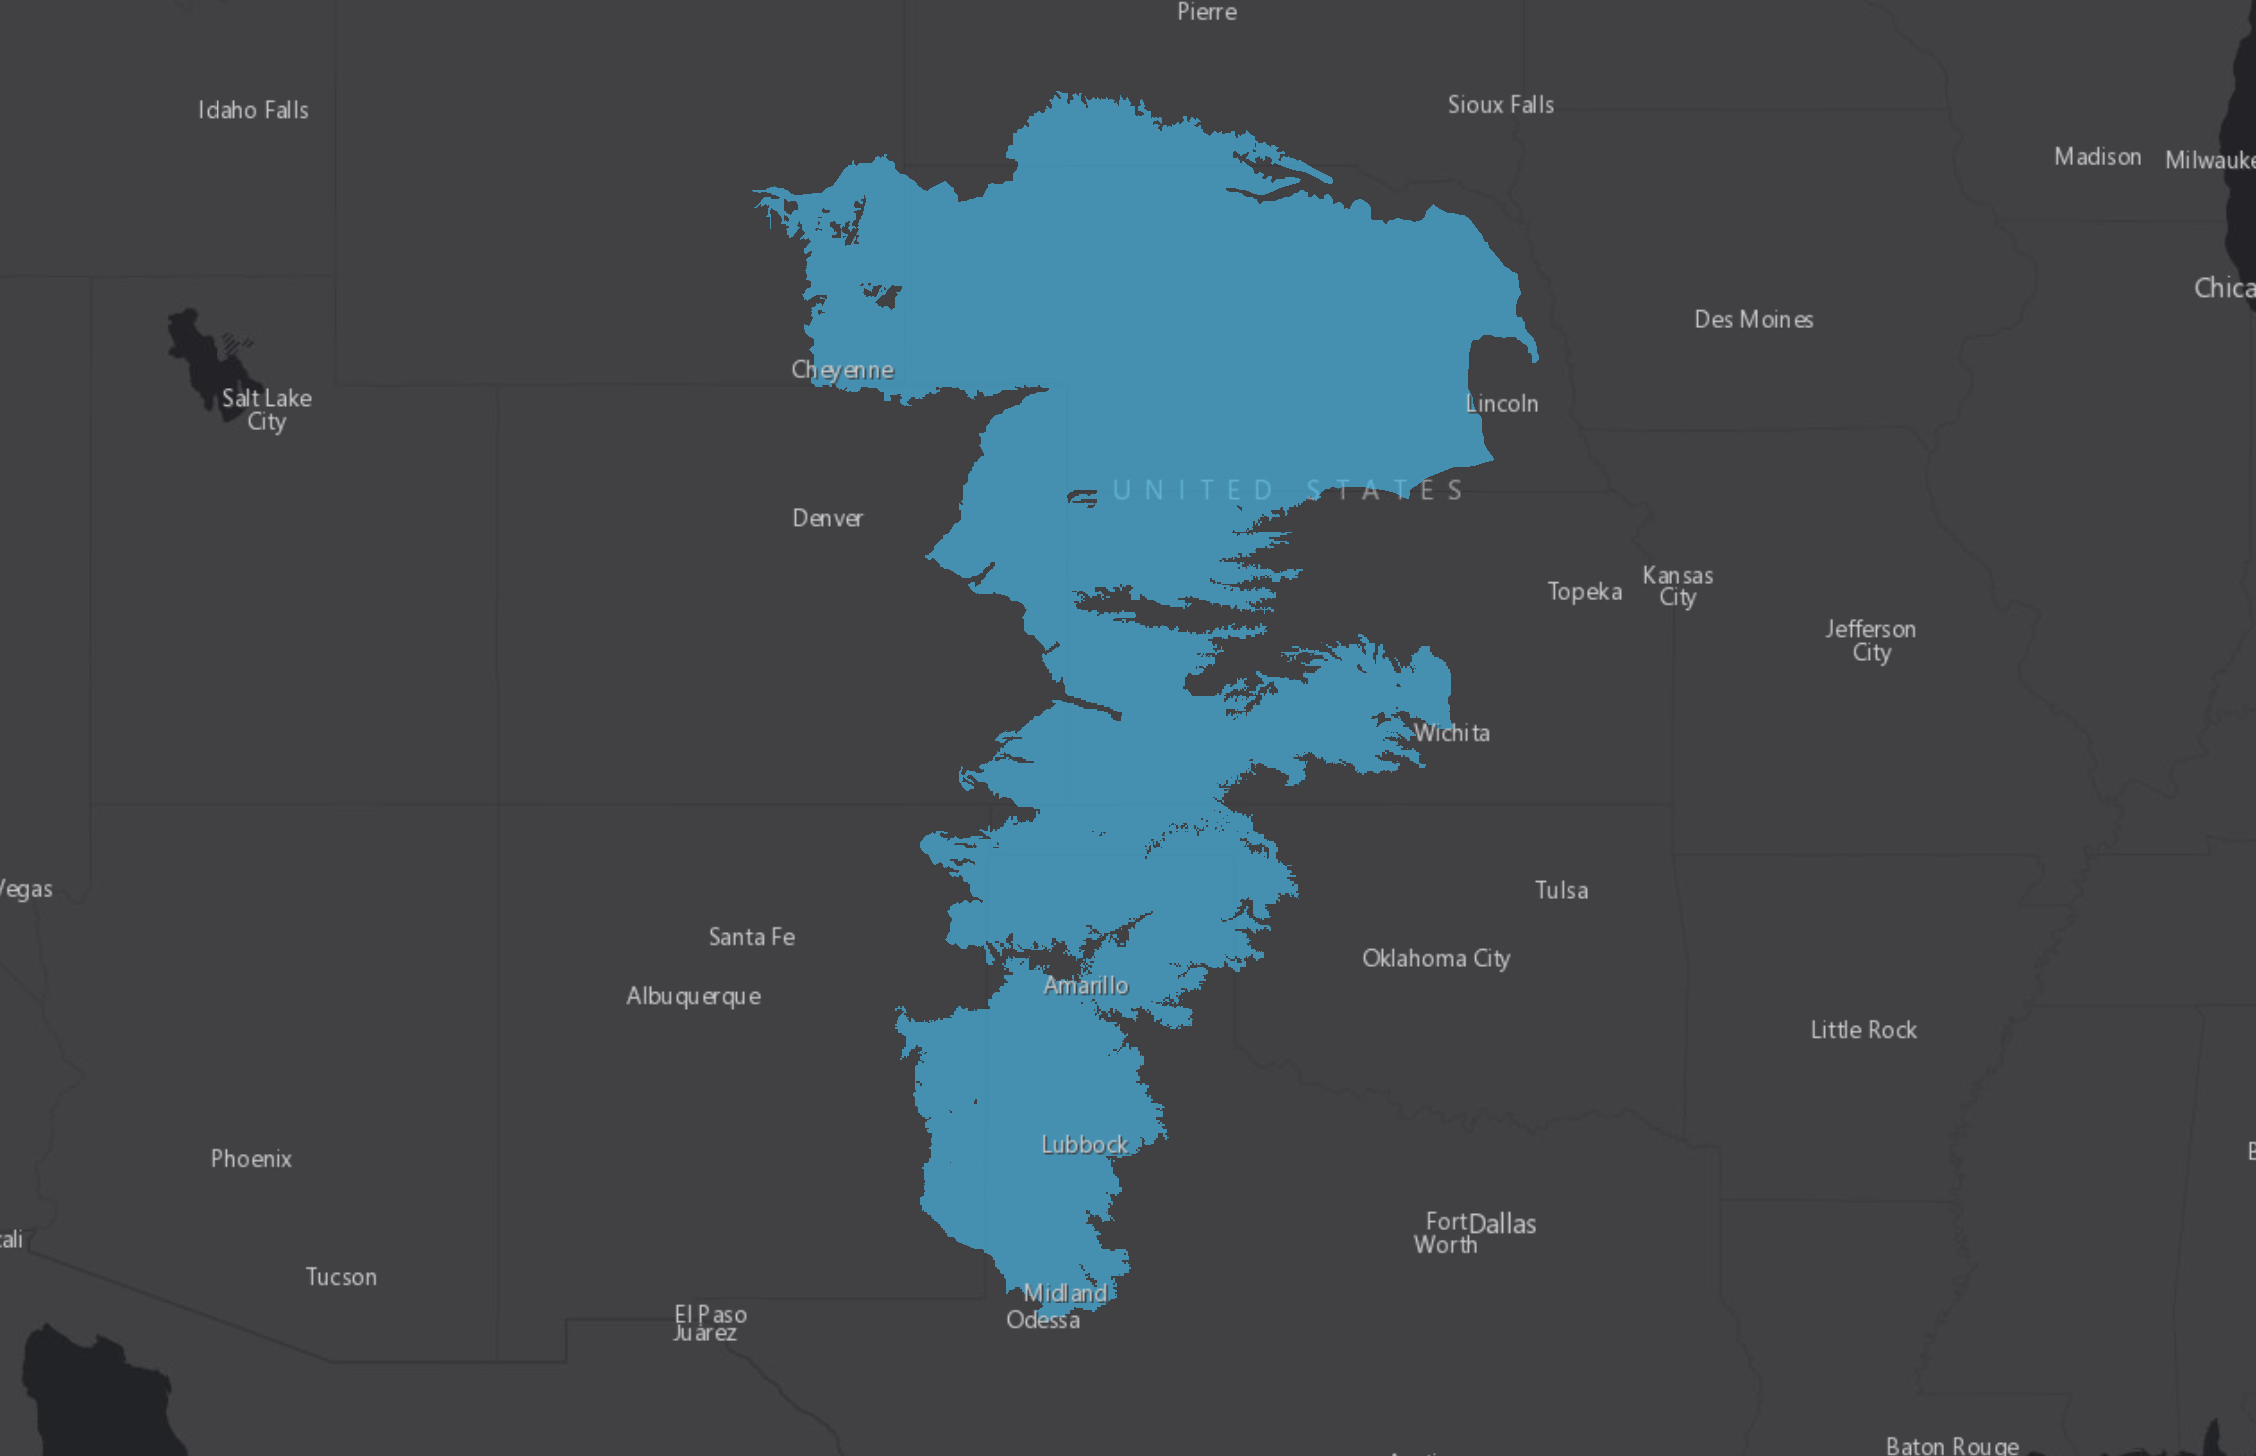 Pierre
Idaho Falls
Sioux Falls
Madison
Milwauke
Chica
Des Moines
Cheyenne
Salt Lake
City
Lincoln
UNITED STATES
Denver
Kansas
City
Topeka
Jefferson
City
Wichita
Vegas
Tulsa
Santa Fe
Oklahoma City
Albuquerque
Amarillo
Little Rock
Lubbock
Phoenix
Fort
Worth
Dallas
ali
Tucson
Midland
Odessa
El Paso
Juárez
Baton Rouge